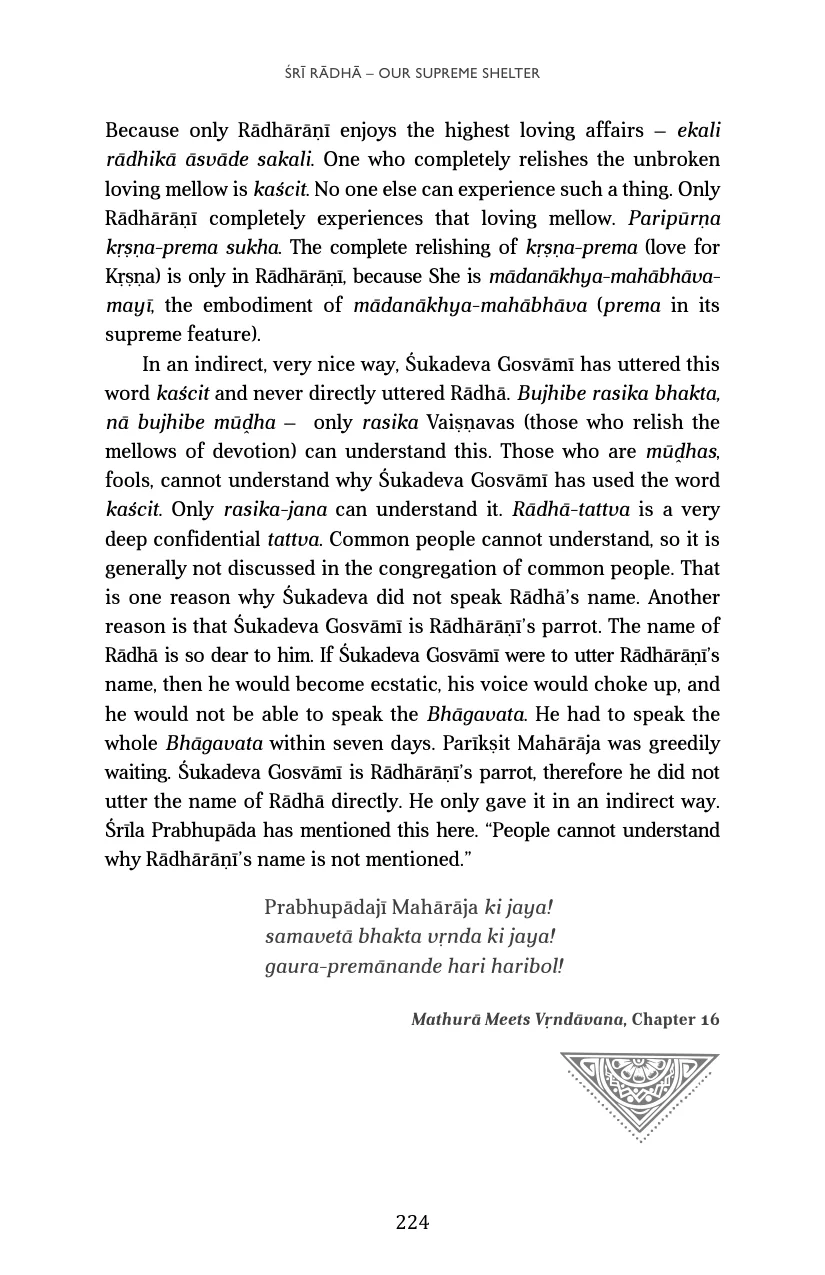 ŚRĪ RĀDHĀ – OUR SUPREME SHELTER
Because only Rādhārāṇī enjoys the highest loving affairs – ekali
rādhikā āsvāde sakali. One who completely relishes the unbroken
loving mellow is kaścit. No one else can experience such a thing. Only
Rādhārāṇī completely experiences that loving mellow. Paripūrṇa
kṛṣṇa-prema sukha. The complete relishing of kṛṣṇa-prema (love for
Kṛṣṇa) is only in Rādhārāṇī, because She is mādanākhya-mahābhāva-
mayī, the embodiment of mādanākhya-mahābhāva (prema in its
supreme feature).
In an indirect, very nice way, Śukadeva Gosvāmī has uttered this
word kaścit and never directly uttered Rādhā. Bujhibe rasika bhakta,
nā bujhibe mūḓha – only rasika Vaiṣṇavas (those who relish the
mellows of devotion) can understand this. Those who are mūḓhas,
fools, cannot understand why Śukadeva Gosvāmī has used the word
kaścit. Only rasika-jana can understand it. Rādhā-tattva is a very
deep confidential tattva. Common people cannot understand, so it is
generally not discussed in the congregation of common people. That
is one reason why Śukadeva did not speak Rādhā’s name. Another
reason is that Śukadeva Gosvāmī is Rādhārāṇī’s parrot. The name of
Rādhā is so dear to him. If Śukadeva Gosvāmī were to utter Rādhārāṇī’s
name, then he would become ecstatic, his voice would choke up, and
he would not be able to speak the Bhāgavata. He had to speak the
whole Bhāgavata within seven days. Parīkṣit Mahārāja was greedily
waiting. Śukadeva Gosvāmī is Rādhārāṇī’s parrot, therefore he did not
utter the name of Rādhā directly. He only gave it in an indirect way.
Śrīla Prabhupāda has mentioned this here. “People cannot understand
why Rādhārāṇī’s name is not mentioned.”
Prabhupādajī Mahārāja ki jaya!
samavetā bhakta vṛnda ki jaya!
gaura-premānande hari haribol!
Mathurā Meets Vṛndāvana, Chapter 16
224